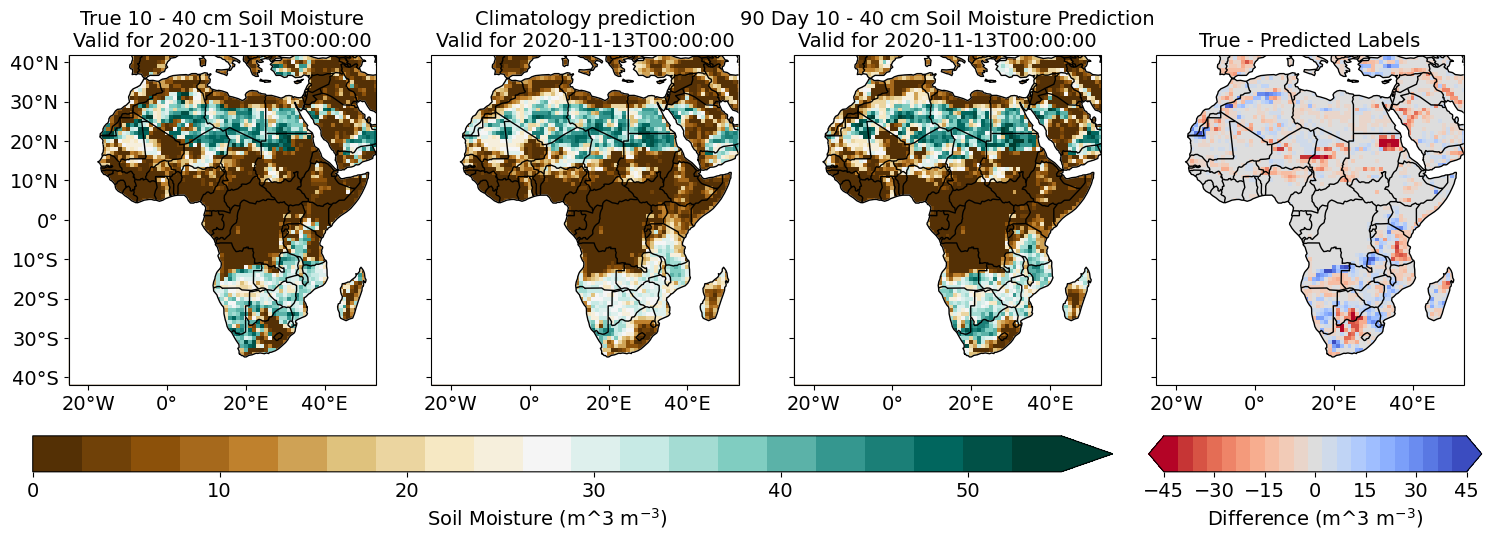 True 10 - 40 cm Soil Moisture
Valid for 2020-11-13T00:00:00
Climatology prediction
Valid for 2020-11-13T00:00:00
90 Day 10 - 40 cm Soil Moisture Prediction
Valid for 2020-11-13T00:00:00
True - Predicted Labels
40°N
30°N
20°N
10°N
0°
10°S
20°S
30°S
40°S
20°W 0° 20°E 40°E
20°W 0° 20°E 40°E
20°W 0° 20°E 40°E
20°W 0° 20°E 40°E
0 10 20 30 40 50
Soil Moisture (m^3 m⁻³)
−45 −30 −15 0 15 30 45
Difference (m^3 m⁻³)